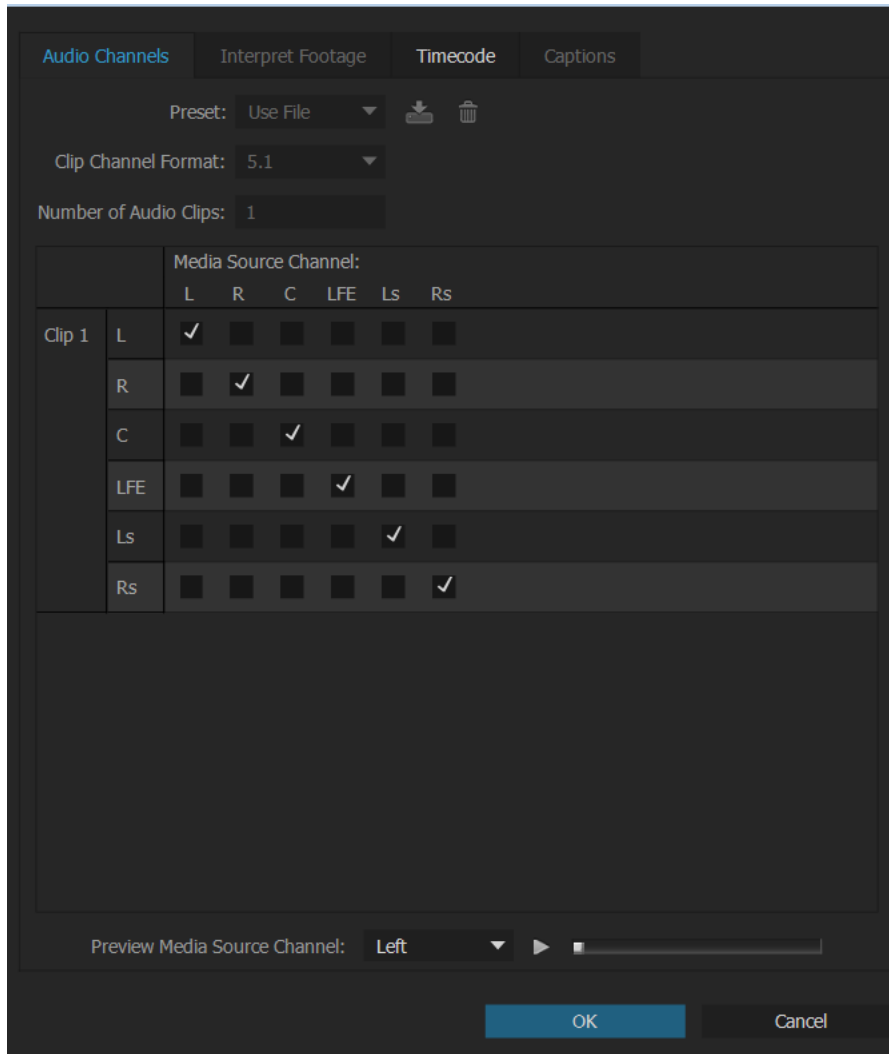 Audio Channels Interpret Footage Timecode Captions
Preset: Use File
Clip Channel Format: 5.1
Number of Audio Clips: 1
Media Source Channel:
L R C LFE Ls Rs
Clip 1 L
R
C
LFE
Ls
Rs
Preview Media Source Channel: Left
OK Cancel